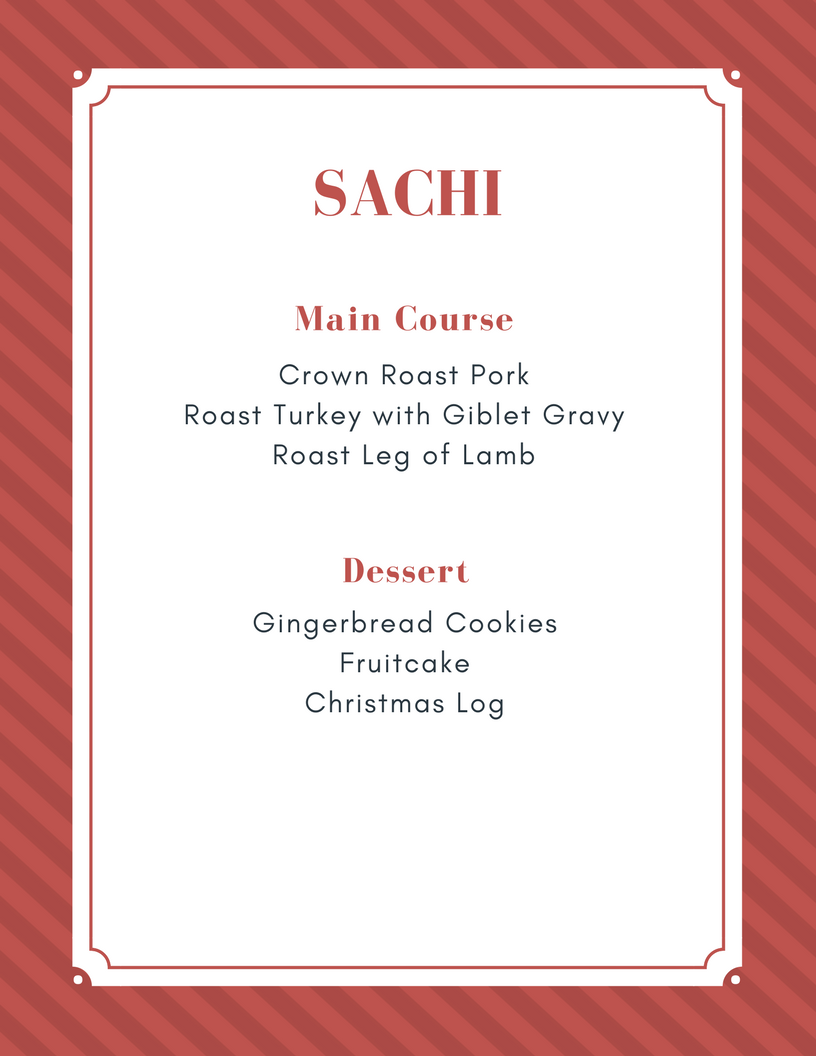 SACHI
Main Course
Crown Roast Pork
Roast Turkey with Giblet Gravy
Roast Leg of Lamb
Dessert
Gingerbread Cookies
Fruitcake
Christmas Log